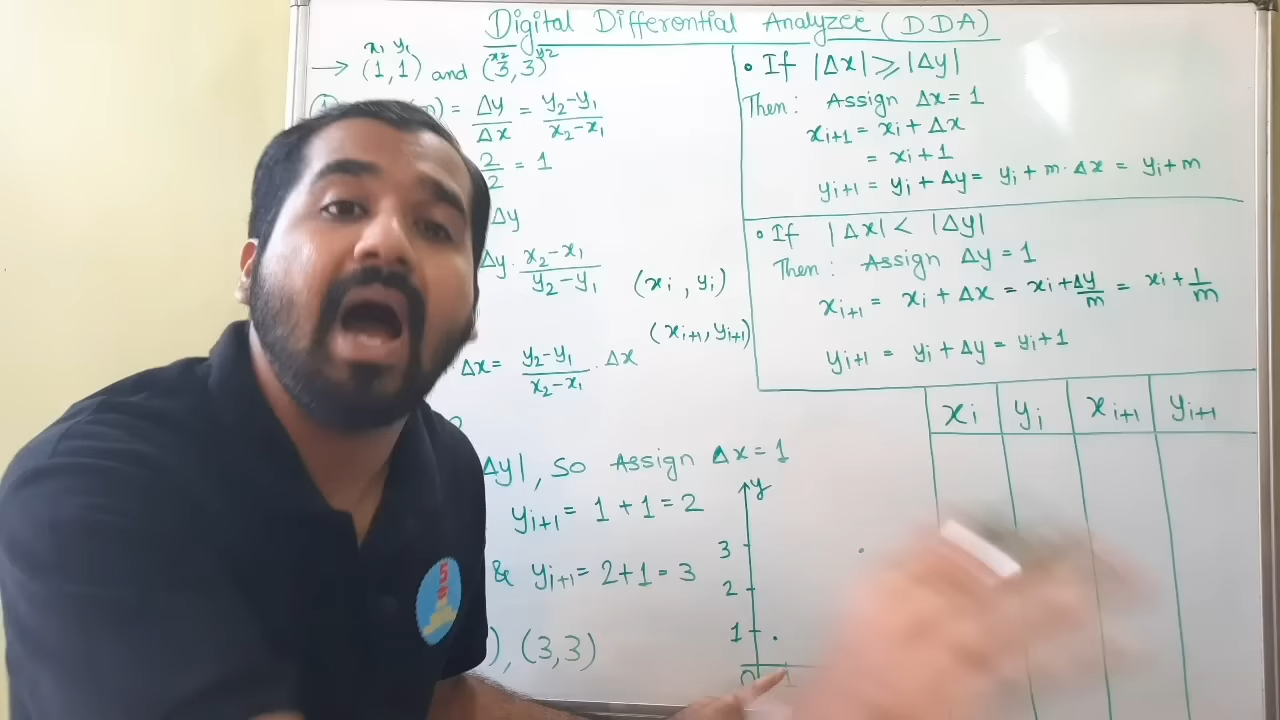 Digital Differential Analyzer (DDA)
x1 y1 x2 y2
→ (1,1) and (3,3)
) = Δy/Δx = y2-y1/x2-x1
2/2 = 1
Δy
Δy · x2-x1/y2-y1
(xi, yi)
(xi+1, yi+1)
Δx = y2-y1/x2-x1 · Δx
Δy|, So Assign Δx = 1
yi+1 = 1+1 = 2
& yi+1 = 2+1 = 3
), (3,3)
• If |Δx| ⩾ |Δy|
Then: Assign Δx = 1
xi+1 = xi + Δx
= xi + 1
yi+1 = yi + Δy = yi + m · Δx = yi + m
• If |Δx| < |Δy|
Then: Assign Δy = 1
xi+1 = xi + Δx = xi + Δy/m = xi + 1/m
yi+1 = yi + Δy = yi + 1
xi yi xi+1 yi+1
y
3
2
1
0 1